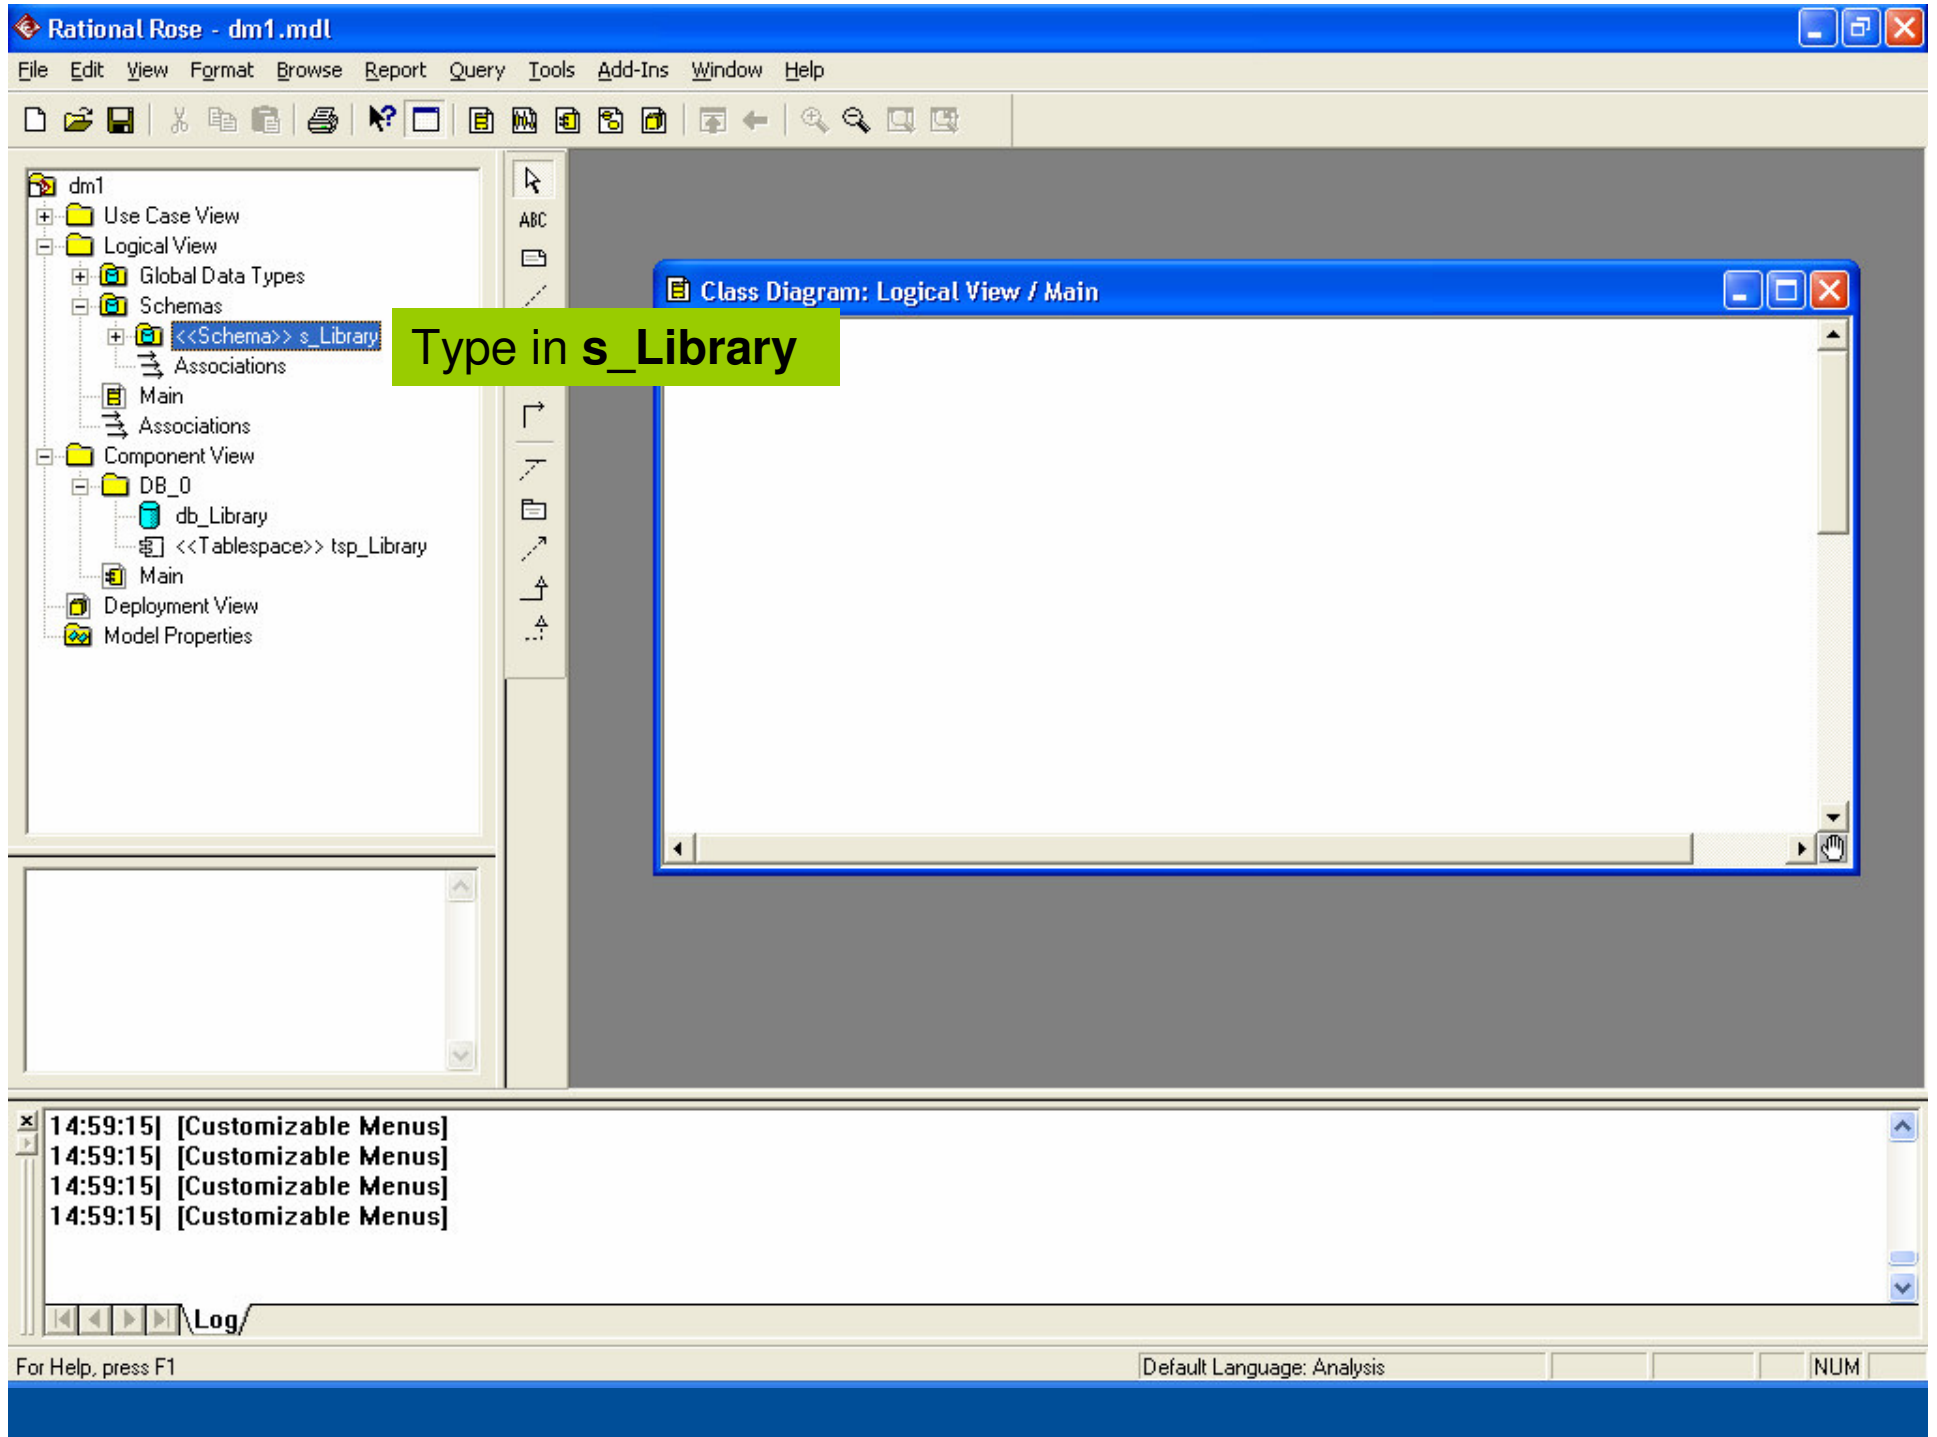 Rational Rose - dm1.mdl
File Edit View Format Browse Report Query Tools Add-Ins Window Help
dm1
Use Case View
Logical View
Global Data Types
Schemas
<<Schema>> s_Library
Associations
Main
Associations
Component View
DB_0
db_Library
<<Tablespace>> tsp_Library
Main
Deployment View
Model Properties
ABC
Class Diagram: Logical View / Main
Type in s_Library
14:59:15| [Customizable Menus]
14:59:15| [Customizable Menus]
14:59:15| [Customizable Menus]
14:59:15| [Customizable Menus]
Log
For Help, press F1
Default Language: Analysis
NUM